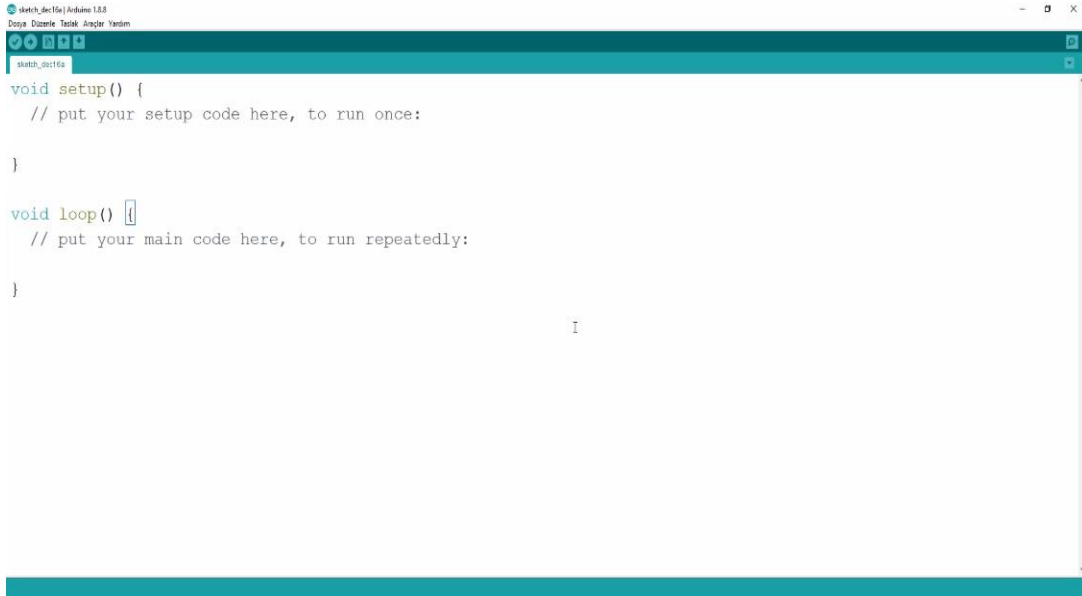 sketch_dec16a | Arduino 1.8.8
Dosya Düzenle Taslak Araçlar Yardım
sketch_dec16a
void setup() {
// put your setup code here, to run once:
}
void loop() {
// put your main code here, to run repeatedly:
}